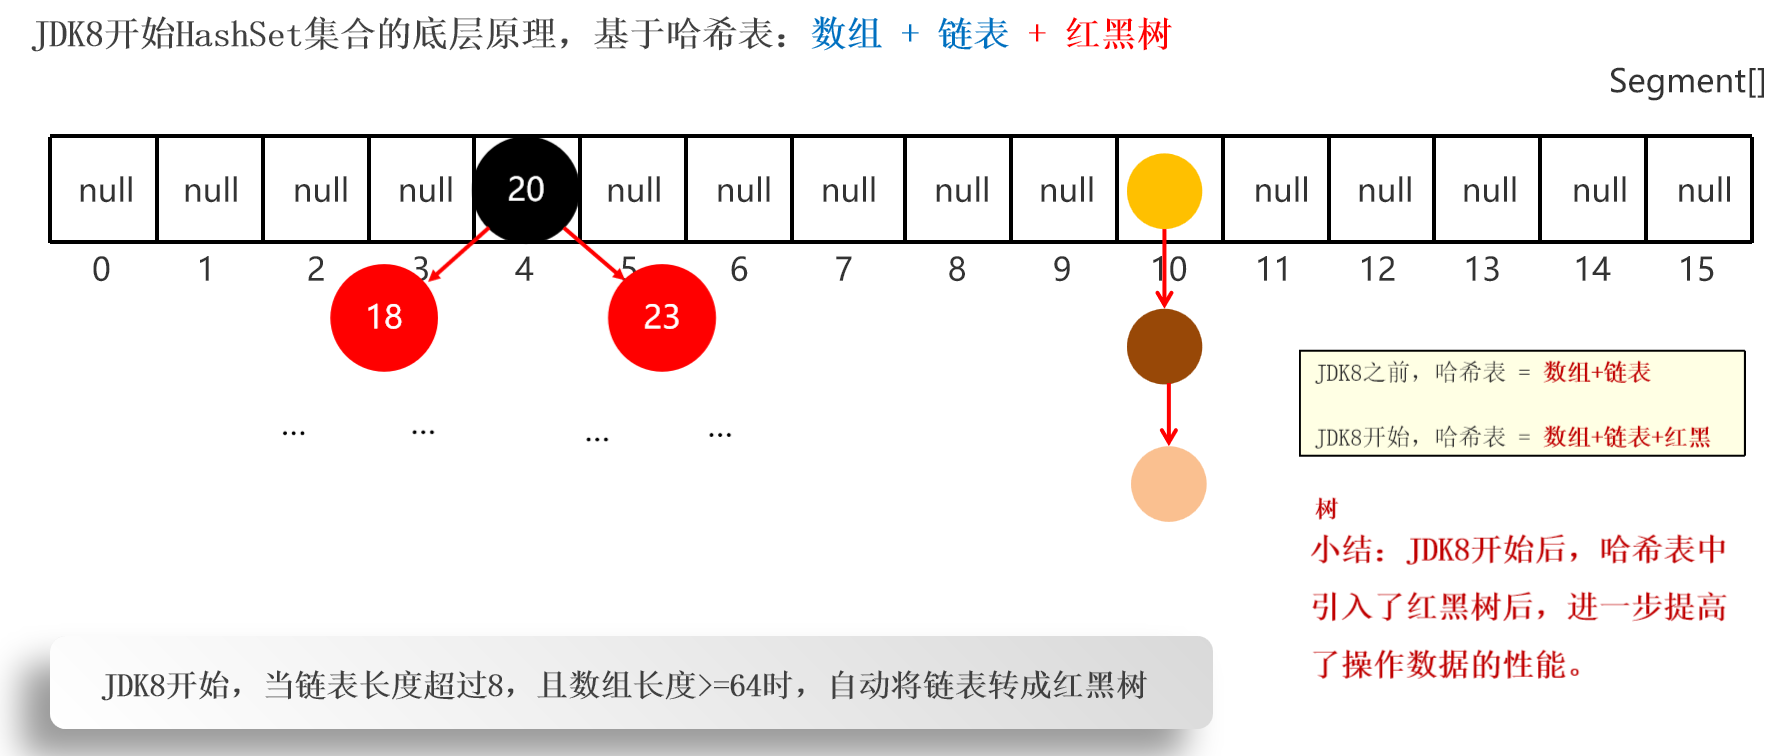 JDK8开始HashSet集合的底层原理，基于哈希表：数组 + 链表 + 红黑树
Segment[]
null null null null 20 null null null null null null null null null null
0 1 2 3 4 5 6 7 8 9 10 11 12 13 14 15
18 23
... ... ... ...
JDK8之前，哈希表 = 数组+链表
JDK8开始，哈希表 = 数组+链表+红黑
树
小结：JDK8开始后，哈希表中
引入了红黑树后，进一步提高
了操作数据的性能。
JDK8开始，当链表长度超过8，且数组长度>=64时，自动将链表转成红黑树